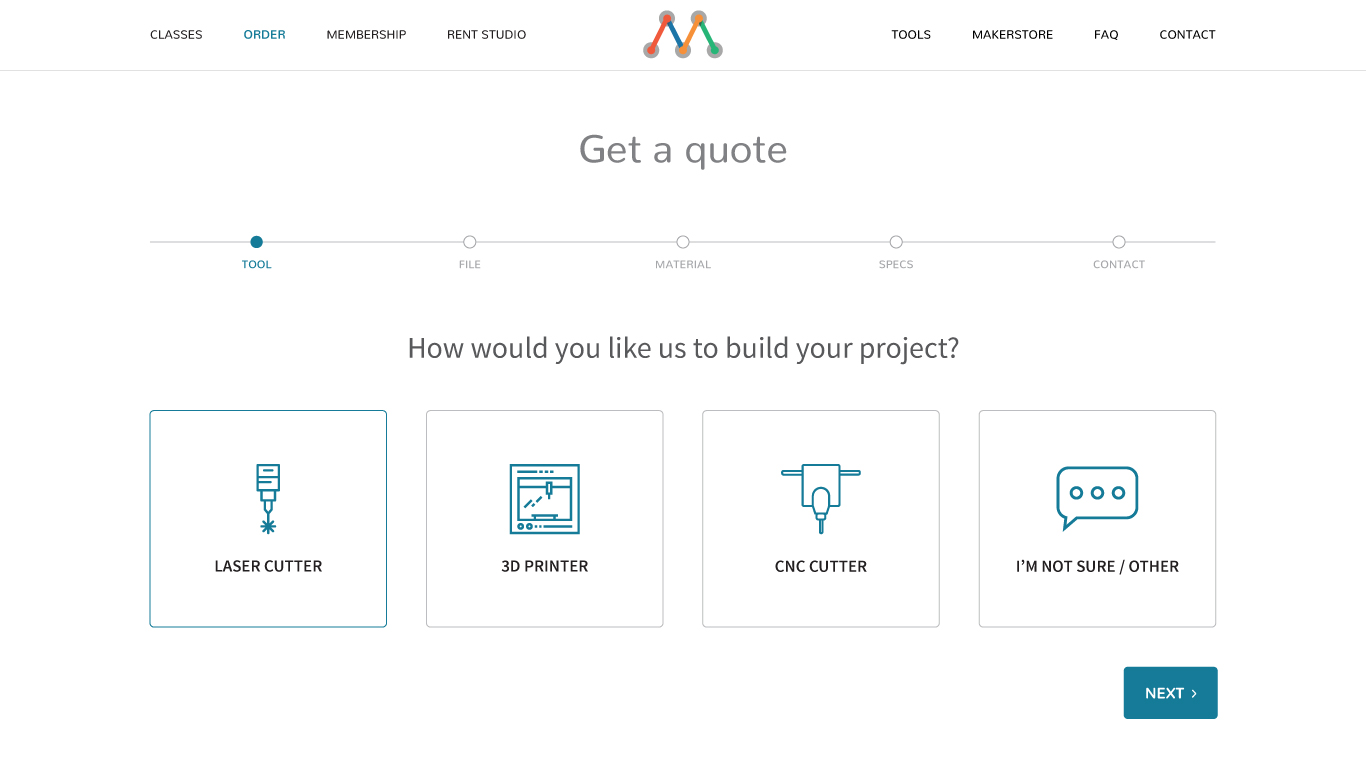 CLASSES ORDER MEMBERSHIP RENT STUDIO TOOLS MAKERSTORE FAQ CONTACT
Get a quote
TOOL FILE MATERIAL SPECS CONTACT
How would you like us to build your project?
LASER CUTTER 3D PRINTER CNC CUTTER I’M NOT SURE / OTHER
NEXT ›